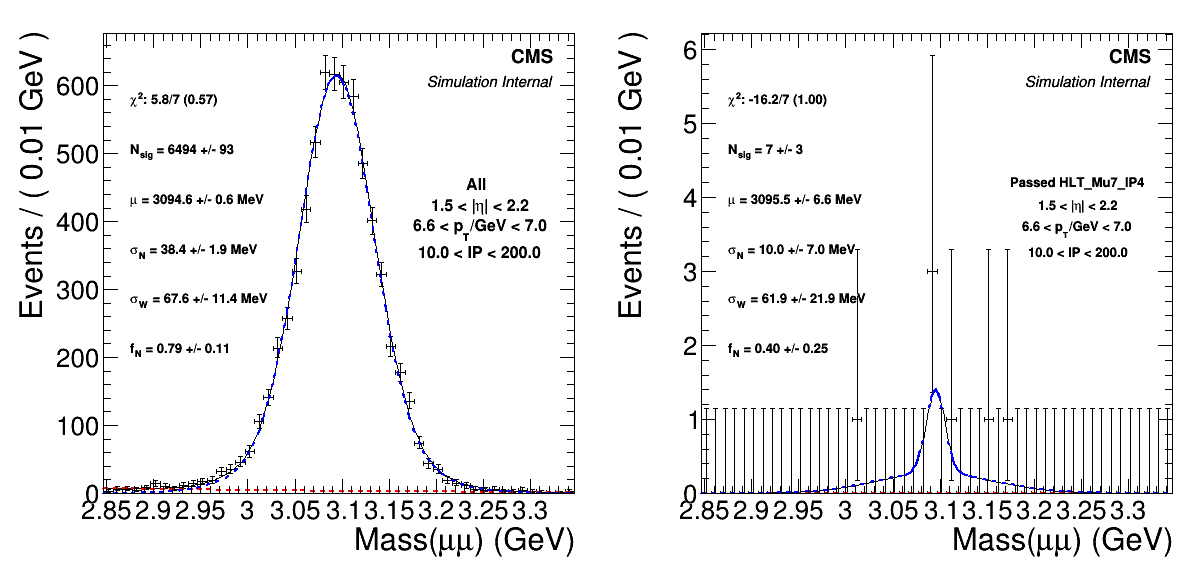 CMS
Simulation Internal
χ²: 5.8/7 (0.57)
N_sig = 6494 +/- 93
μ = 3094.6 +/- 0.6 MeV
σ_N = 38.4 +/- 1.9 MeV
σ_W = 67.6 +/- 11.4 MeV
f_N = 0.79 +/- 0.11
All
1.5 < |η| < 2.2
6.6 < p_T/GeV < 7.0
10.0 < IP < 200.0
Events / ( 0.01 GeV )
600
500
400
300
200
100
0
2.85 2.9 2.95 3 3.05 3.1 3.15 3.2 3.25 3.3
Mass(μμ) (GeV)
CMS
Simulation Internal
χ²: -16.2/7 (1.00)
N_sig = 7 +/- 3
μ = 3095.5 +/- 6.6 MeV
σ_N = 10.0 +/- 7.0 MeV
σ_W = 61.9 +/- 21.9 MeV
f_N = 0.40 +/- 0.25
Passed HLT_Mu7_IP4
1.5 < |η| < 2.2
6.6 < p_T/GeV < 7.0
10.0 < IP < 200.0
Events / ( 0.01 GeV )
6
5
4
3
2
1
0
2.85 2.9 2.95 3 3.05 3.1 3.15 3.2 3.25 3.3
Mass(μμ) (GeV)